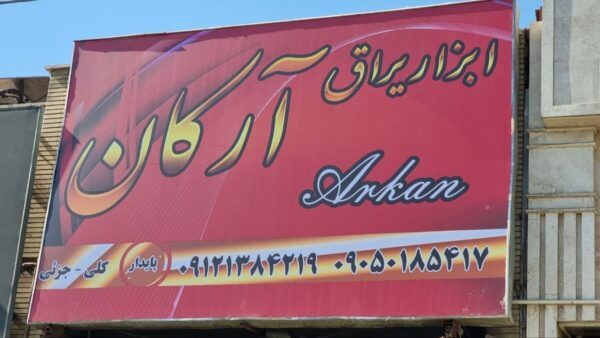 ابزار یراق آرکان
Arkan
۰۹۰۵۰۱۸۵۴۱۷ ۰۹۱۲۱۳۸۴۲۱۹ پایدار کلی - جزئی